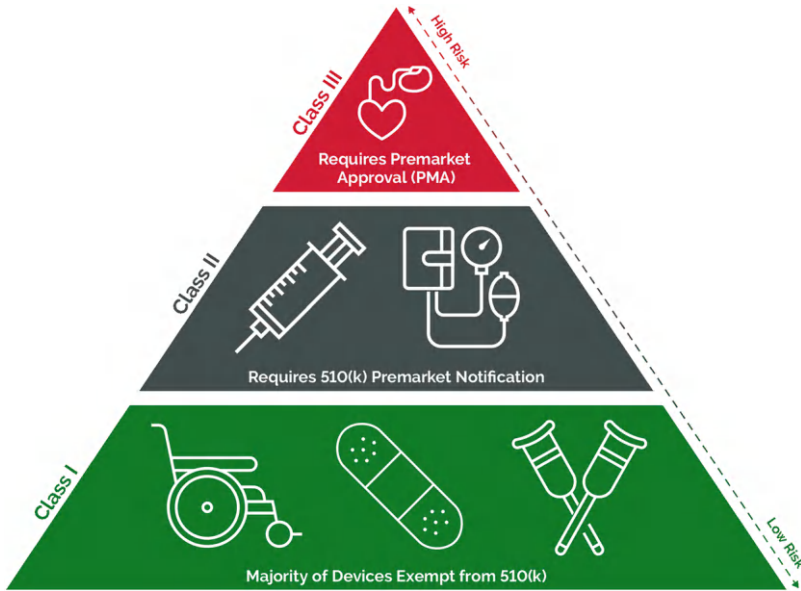 High Risk
Class III
Requires Premarket
Approval (PMA)
Class II
Requires 510(k) Premarket Notification
Class I
Majority of Devices Exempt from 510(k)
Low Risk